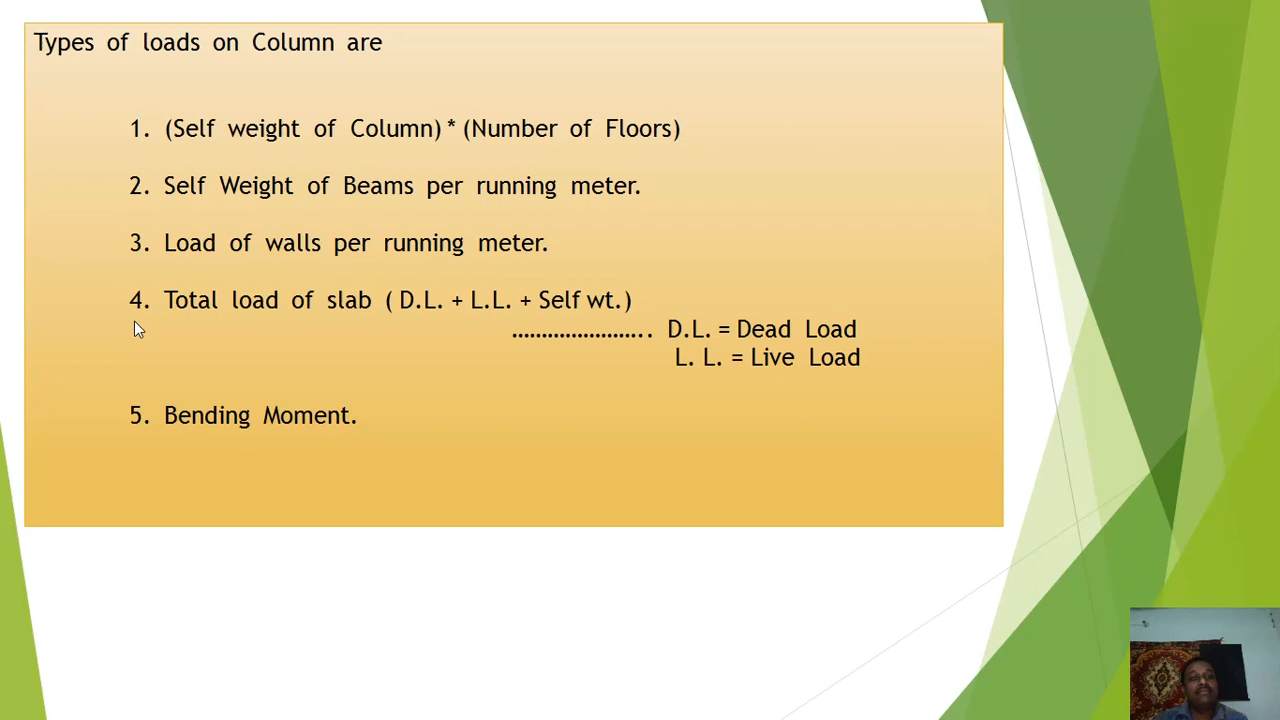 Types of loads on Column are
1. (Self weight of Column) * (Number of Floors)
2. Self Weight of Beams per running meter.
3. Load of walls per running meter.
4. Total load of slab ( D.L. + L.L. + Self wt.)
........................ D.L. = Dead Load
L. L. = Live Load
5. Bending Moment.